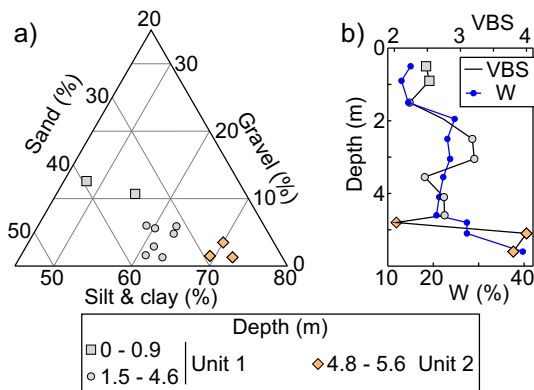 a)
20
30
30
20
40
10
50
0
50
60
70
80
Sand (%)
Gravel (%)
Silt & clay (%)
b)
VBS
2 3 4
0
2
4
Depth (m)
VBS
W
10 20 40
W (%)
Depth (m)
0 - 0.9
1.5 - 4.6
Unit 1
4.8 - 5.6 Unit 2